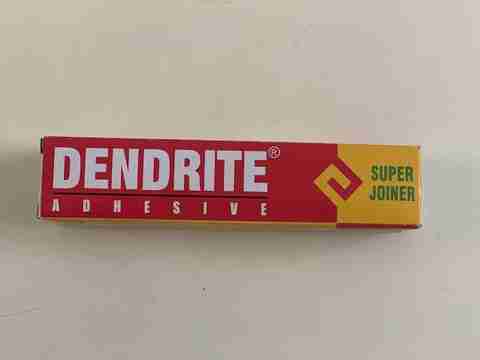 DENDRITE®
ADHESIVE
SUPER
JOINER